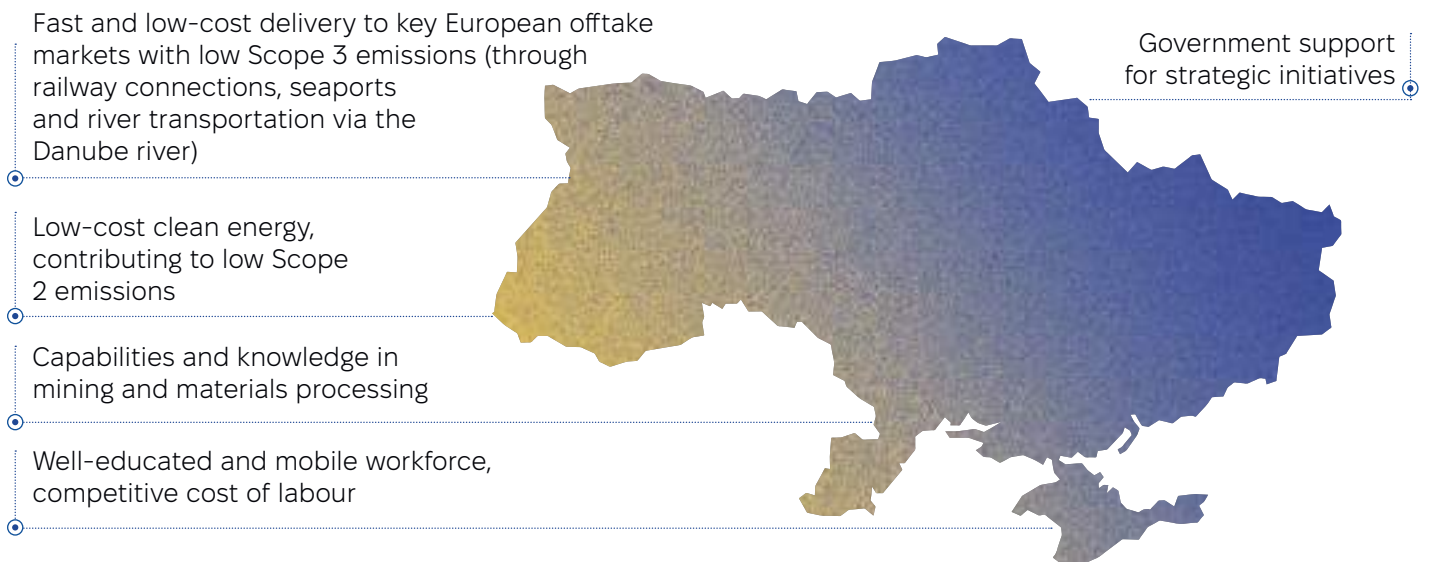 Fast and low-cost delivery to key European offtake
markets with low Scope 3 emissions (through
railway connections, seaports
and river transportation via the
Danube river)
Low-cost clean energy,
contributing to low Scope
2 emissions
Capabilities and knowledge in
mining and materials processing
Well-educated and mobile workforce,
competitive cost of labour
Government support
for strategic initiatives